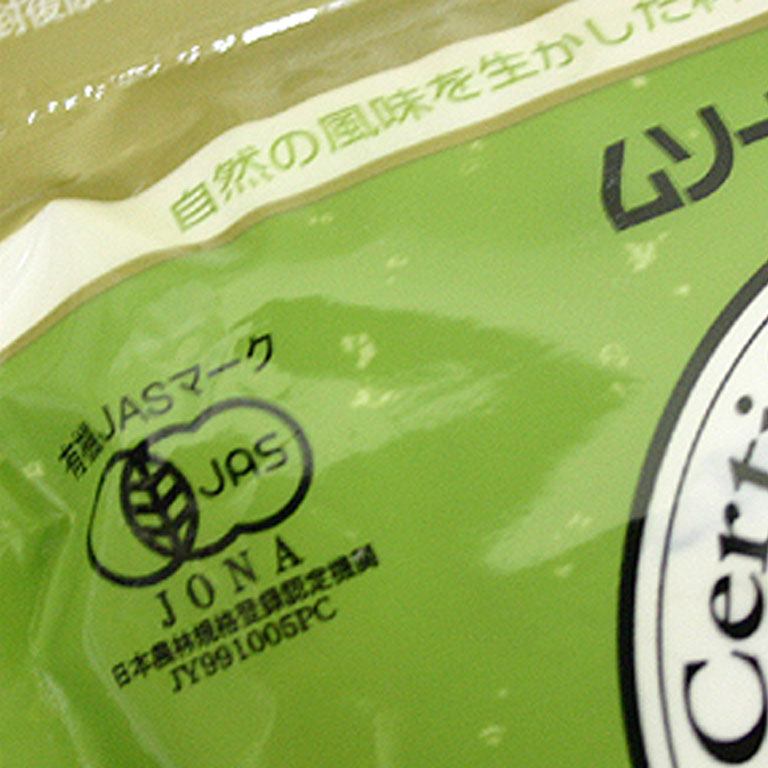 自然の風味を生かした
ムソー
有機JASマーク
JAS
JONA
日本農林規格登録認定機関
JY991005PC
Certi